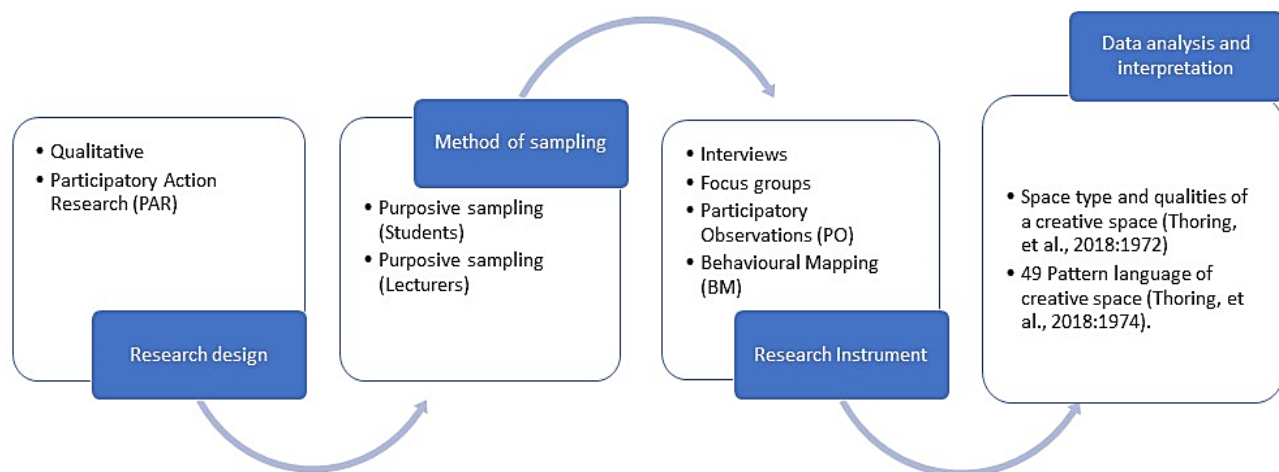 • Qualitative
• Participatory Action
Research (PAR)
Research design
Method of sampling
• Purposive sampling
(Students)
• Purposive sampling
(Lecturers)
• Interviews
• Focus groups
• Participatory
Observations (PO)
• Behavioural Mapping
(BM)
Research Instrument
Data analysis and
interpretation
• Space type and qualities of
a creative space (Thoring,
et al., 2018:1972)
• 49 Pattern language of
creative space (Thoring, et
al., 2018:1974).